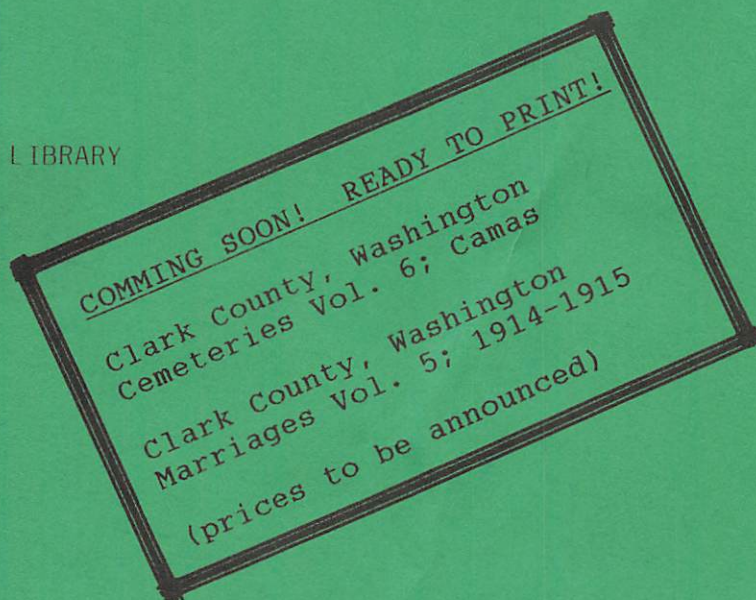 LIBRARY
COMMING SOON! READY TO PRINT!
Clark County, Washington
Cemeteries Vol. 6; Camas
Clark County, Washington
Marriages Vol. 5; 1914-1915
(prices to be announced)